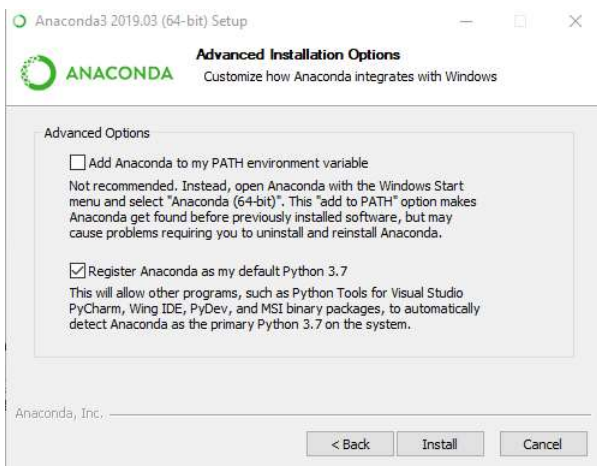 Anaconda3 2019.03 (64-bit) Setup
ANACONDA
Advanced Installation Options
Customize how Anaconda integrates with Windows
Advanced Options
Add Anaconda to my PATH environment variable
Not recommended. Instead, open Anaconda with the Windows Start
menu and select "Anaconda (64-bit)". This "add to PATH" option makes
Anaconda get found before previously installed software, but may
cause problems requiring you to uninstall and reinstall Anaconda.
Register Anaconda as my default Python 3.7
This will allow other programs, such as Python Tools for Visual Studio
PyCharm, Wing IDE, PyDev, and MSI binary packages, to automatically
detect Anaconda as the primary Python 3.7 on the system.
Anaconda, Inc.
< Back Install Cancel